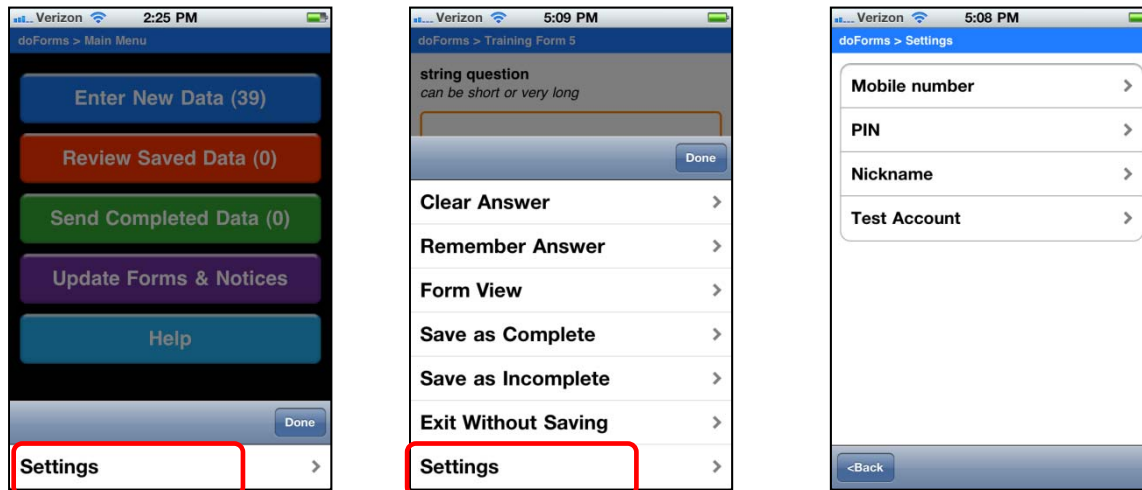 Verizon 2:25 PM
doForms > Main Menu
Enter New Data (39)
Review Saved Data (0)
Send Completed Data (0)
Update Forms & Notices
Help
Done
Settings >
Verizon 5:09 PM
doForms > Training Form 5
string question
can be short or very long
Done
Clear Answer >
Remember Answer >
Form View >
Save as Complete >
Save as Incomplete >
Exit Without Saving >
Settings >
Verizon 5:08 PM
doForms > Settings
Mobile number >
PIN >
Nickname >
Test Account >
<Back